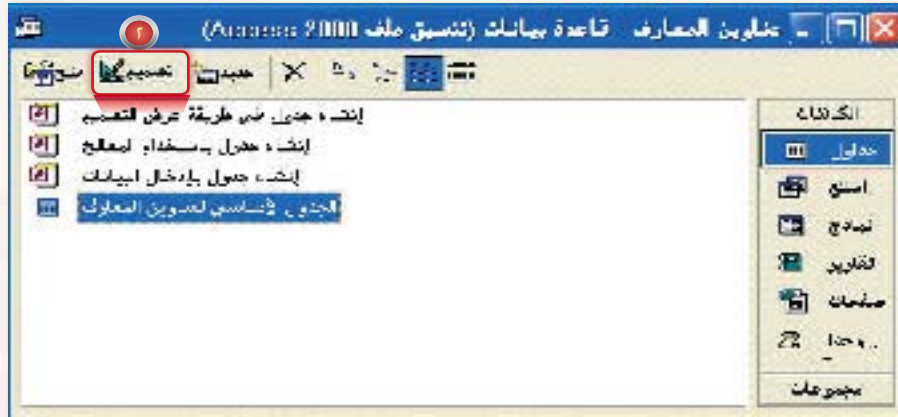 عناوين المعارف قاعدة بيانات (تنسيق ملف Access 2000)
٢
تصميم جديد
إنشاء جدول في طريقة عرض التصميم
إنشاء جدول باستخدام المعالج
إنشاء جدول بإدخال البيانات
الجدول الأساسي لعناوين المعارف
الكائنات
جداول
نماذج
التقارير
صفحات
مجموعات